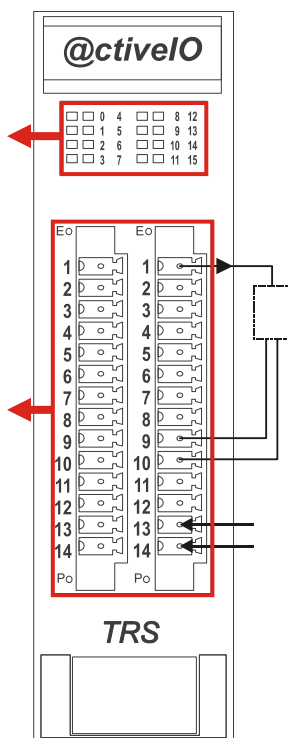 @ctiveIO
0 4 8 12
1 5 9 13
2 6 10 14
3 7 11 15
Eo Eo
1 1
2 2
3 3
4 4
5 5
6 6
7 7
8 8
9 9
10 10
11 11
12 12
13 13
14 14
Po Po
TRS